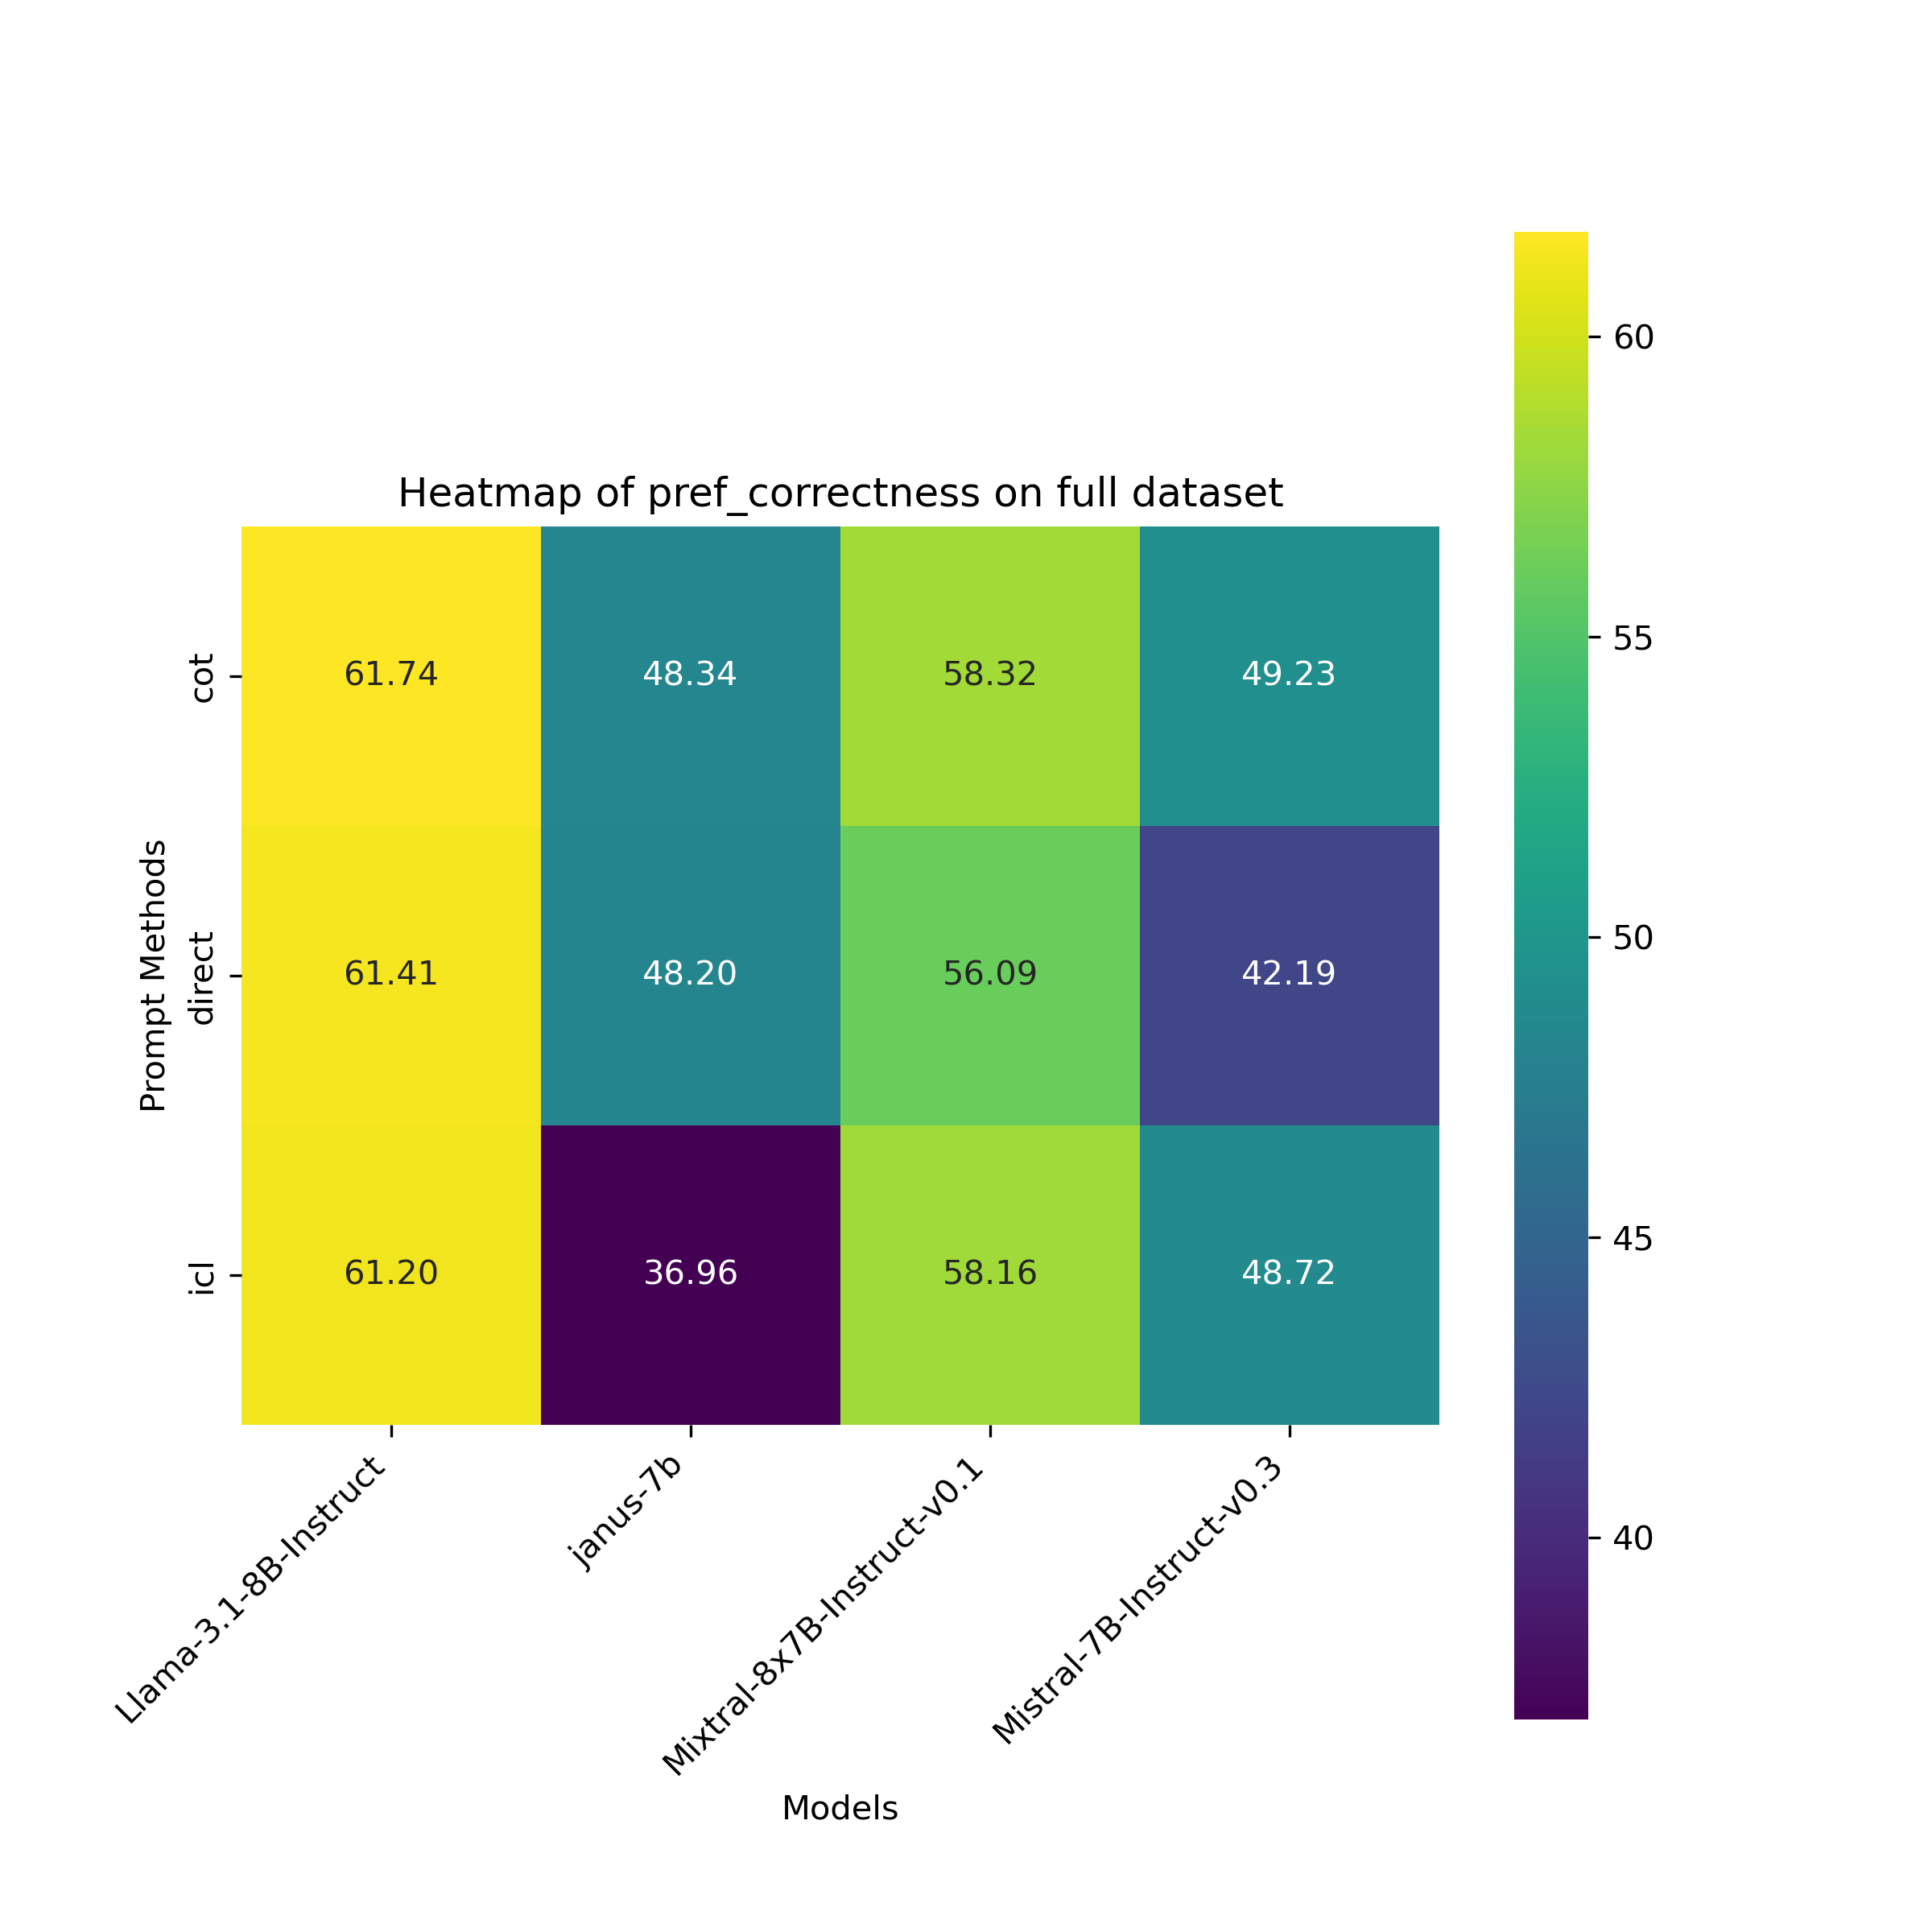 Heatmap of pref_correctness on full dataset
Prompt Methods
cot
61.74 48.34 58.32 49.23
direct
61.41 48.20 56.09 42.19
icl
61.20 36.96 58.16 48.72
Llama-3.1-8B-Instruct
janus-7b
Mixtral-8x7B-Instruct-v0.1
Mistral-7B-Instruct-v0.3
Models
60
55
50
45
40